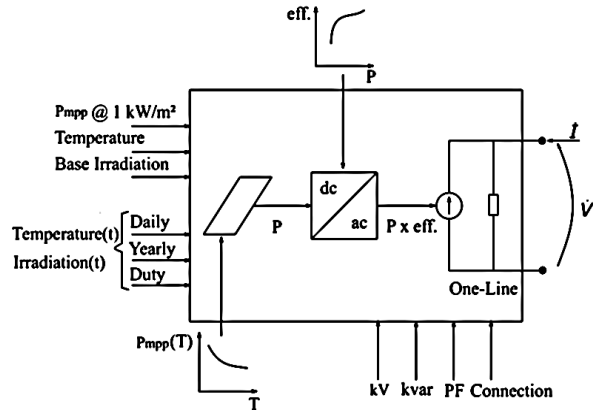 eff.
P
Pmpp @ 1 kW/m²
Temperature
Base Irradiation
dc
ac
P
P x eff.
İ
V̇
Temperature(t)
Irradiation(t)
Daily
Yearly
Duty
One-Line
Pmpp(T)
T
kV
kvar
PF
Connection